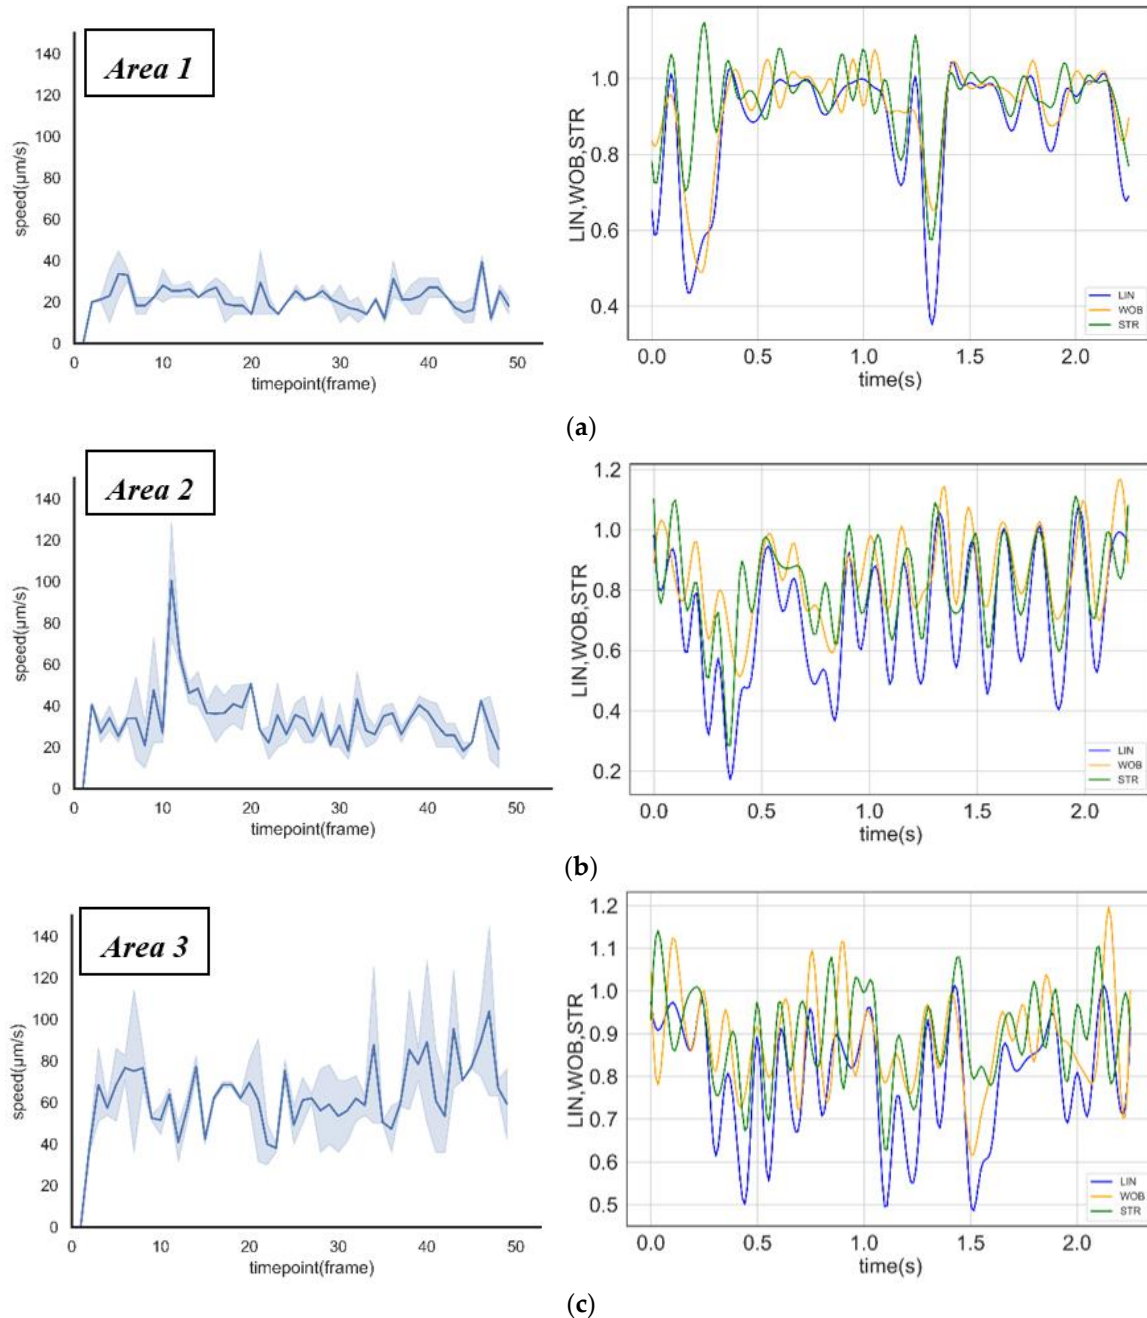 Area 1
speed(μm/s)
140
120
100
80
60
40
20
0
0 10 20 30 40 50
timepoint(frame)
LIN,WOB,STR
1.0
0.8
0.6
0.4
0.0 0.5 1.0 1.5 2.0
time(s)
LIN
WOB
STR
(a)
Area 2
speed(μm/s)
140
120
100
80
60
40
20
0
0 10 20 30 40 50
timepoint(frame)
LIN,WOB,STR
1.2
1.0
0.8
0.6
0.4
0.2
0.0 0.5 1.0 1.5 2.0
time(s)
LIN
WOB
STR
(b)
Area 3
speed(μm/s)
140
120
100
80
60
40
20
0
0 10 20 30 40 50
timepoint(frame)
LIN,WOB,STR
1.2
1.1
1.0
0.9
0.8
0.7
0.6
0.5
0.0 0.5 1.0 1.5 2.0
time(s)
LIN
WOB
STR
(c)